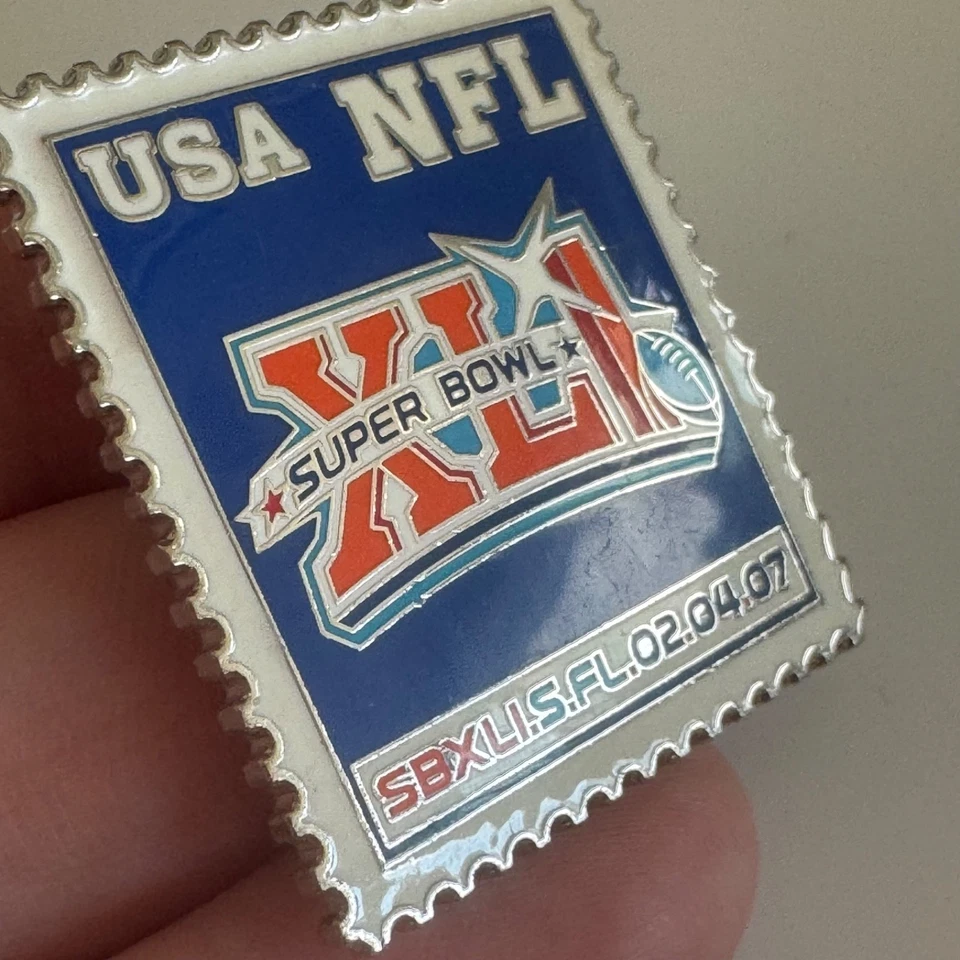 USA NFL
XLI
SUPER BOWL
SBXLI.S.FL.02.04.07